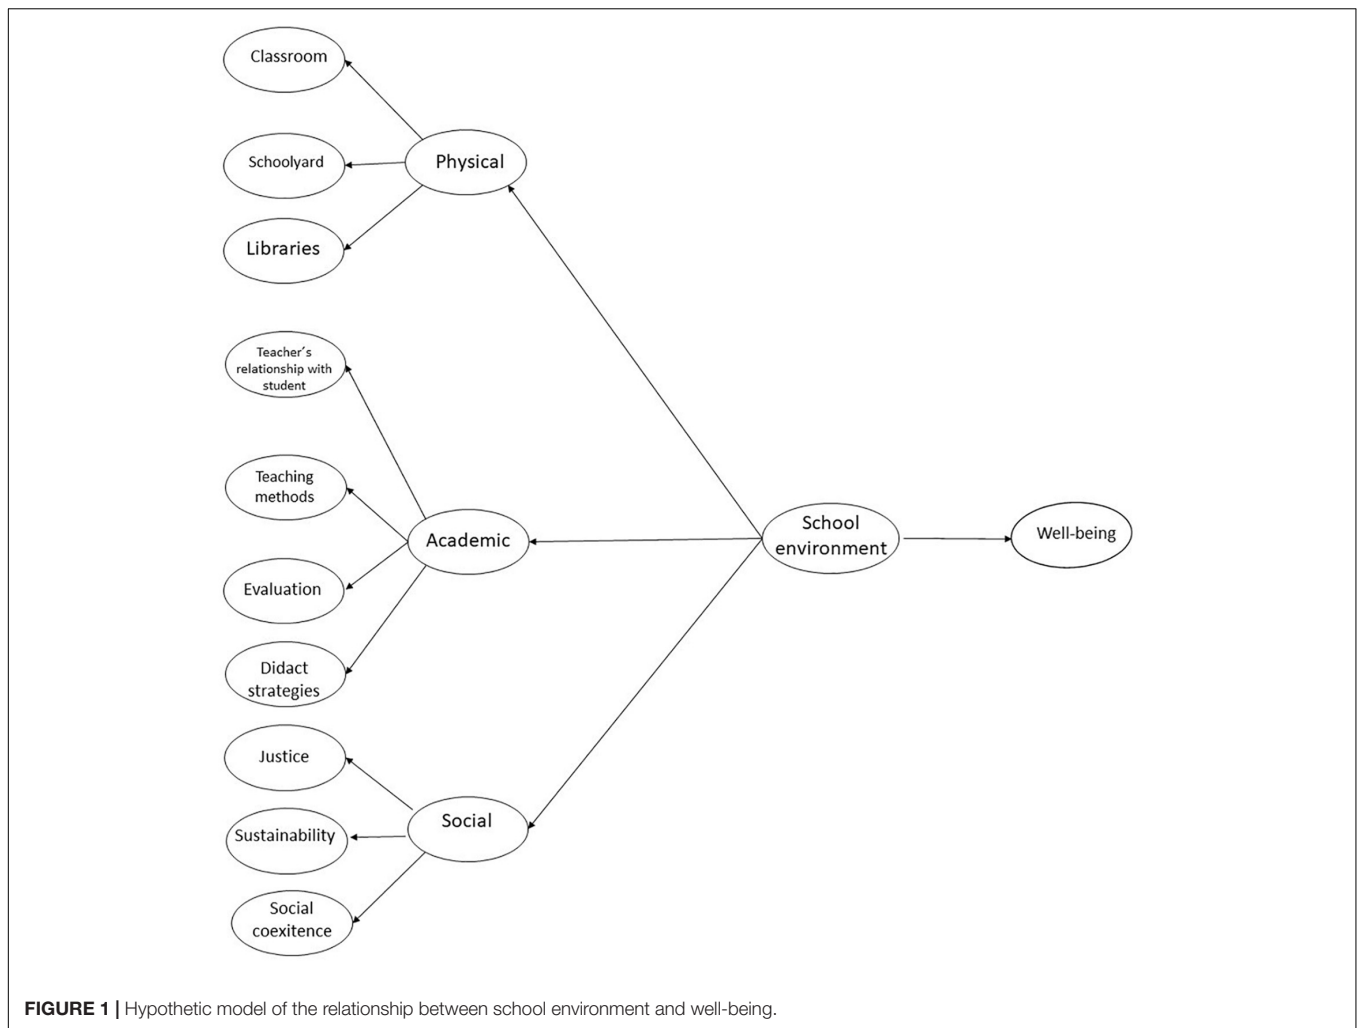 Classroom
Physical
Schoolyard
Libraries
Teacher´s
relationship with
student
Teaching
methods
Academic
Evaluation
Didact
strategies
School
environment
Well-being
Justice
Social
Sustainability
Social
coexitence
FIGURE 1 | Hypothetic model of the relationship between school environment and well-being.